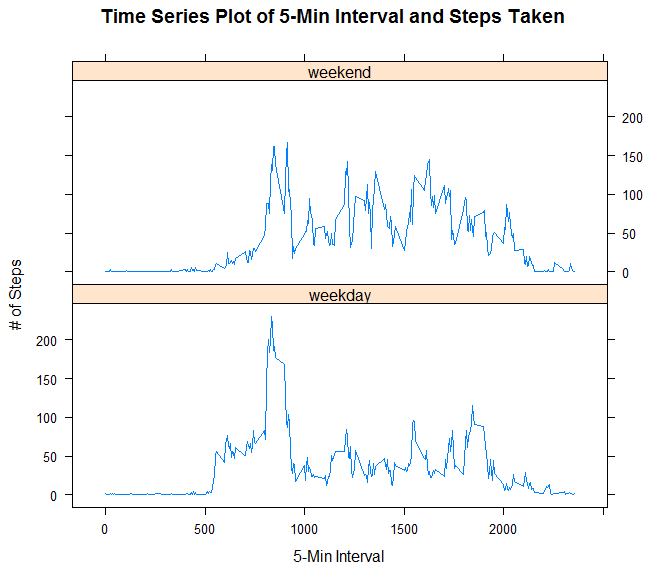 Time Series Plot of 5-Min Interval and Steps Taken
weekend
200
150
100
50
0
weekday
200
150
100
50
0
# of Steps
0 500 1000 1500 2000
5-Min Interval